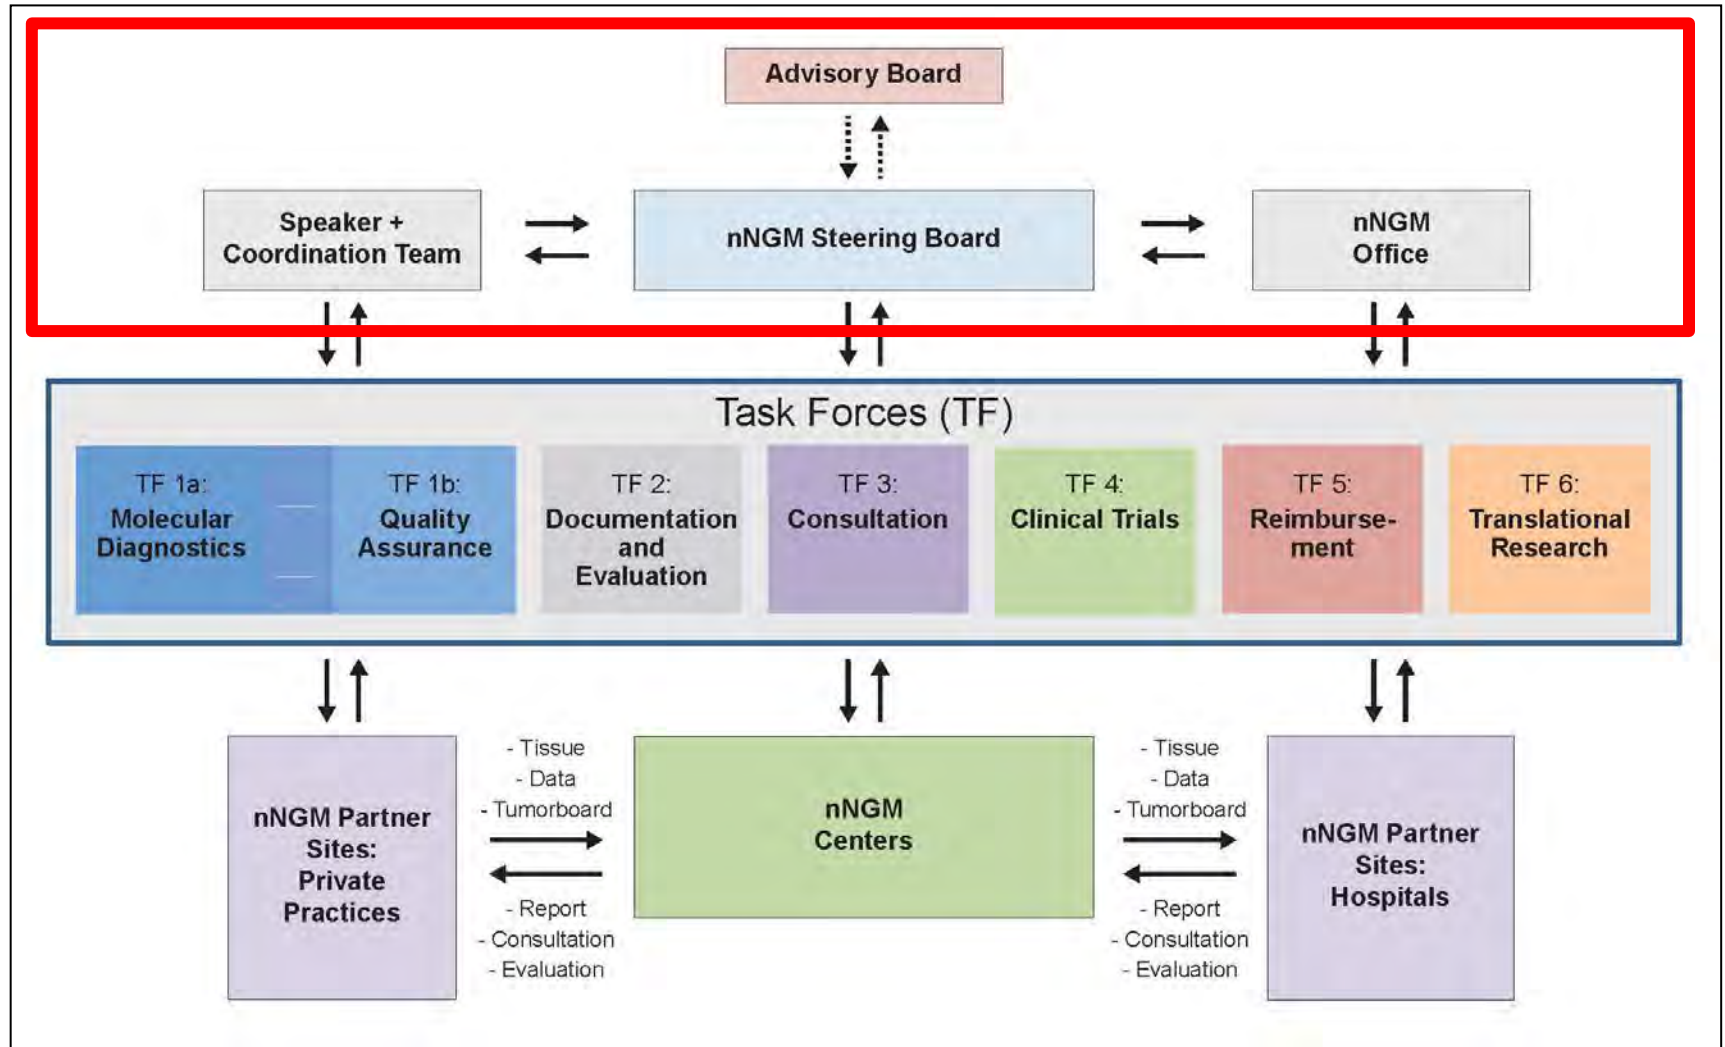 Advisory Board
Speaker +
Coordination Team
nNGM Steering Board
nNGM
Office
Task Forces (TF)
TF 1a:
Molecular
Diagnostics
TF 1b:
Quality
Assurance
TF 2:
Documentation
and
Evaluation
TF 3:
Consultation
TF 4:
Clinical Trials
TF 5:
Reimburse-
ment
TF 6:
Translational
Research
nNGM Partner
Sites:
Private
Practices
- Tissue
- Data
- Tumorboard
- Report
- Consultation
- Evaluation
nNGM
Centers
- Tissue
- Data
- Tumorboard
- Report
- Consultation
- Evaluation
nNGM Partner
Sites:
Hospitals